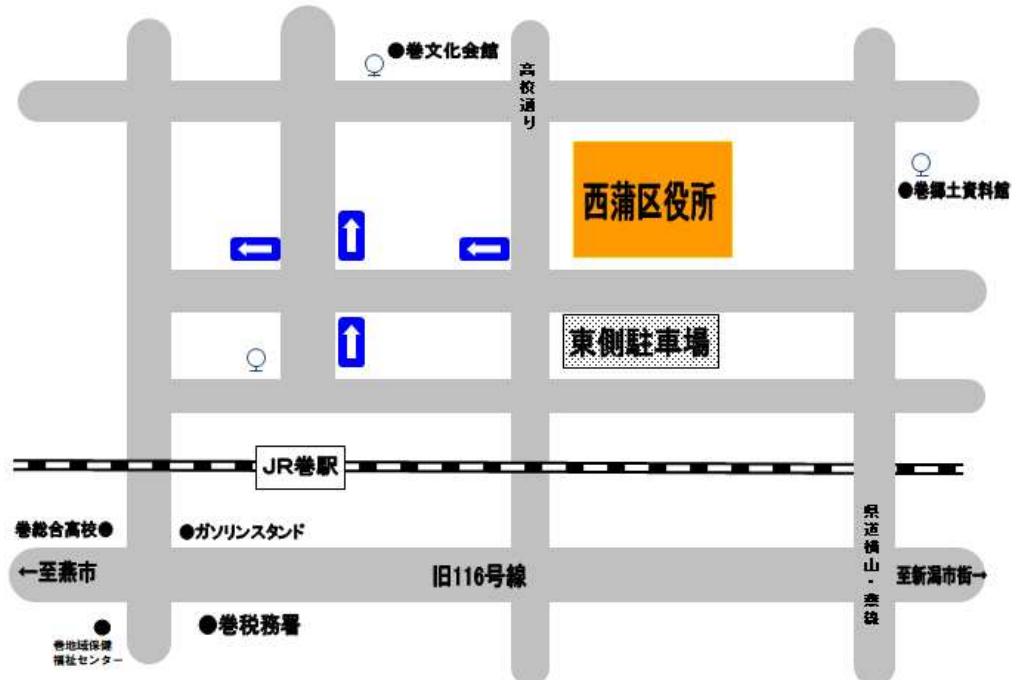 ●巻文化会館
高校通り
西蒲区役所
●巻郷土資料館
東側駐車場
JR巻駅
巻総合高校●
●ガソリンスタンド
県道横山・燕線
←至燕市
旧116号線
至新潟市街→
●巻税務署
巻地域保健
福祉センター